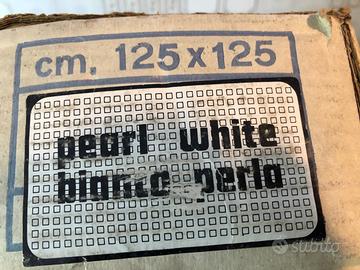 cm. 125x125
pearl white
bianco perla
subito